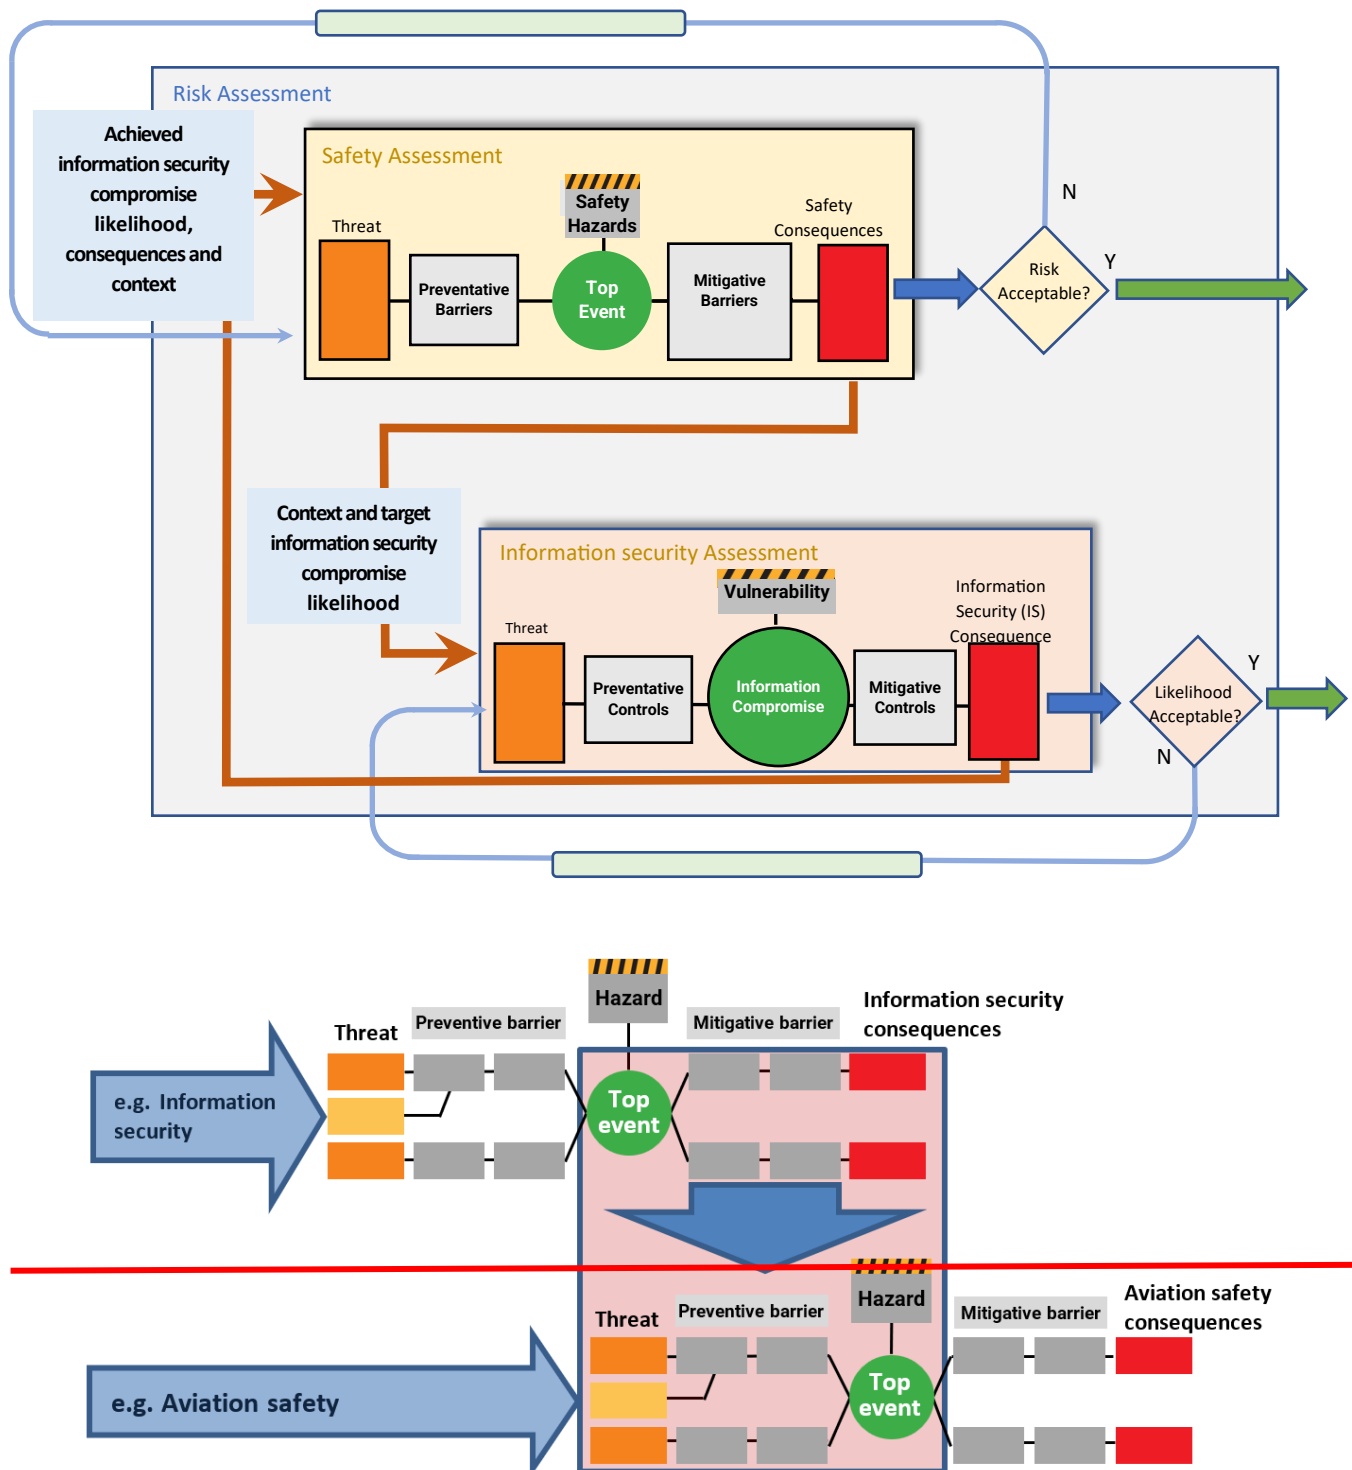 Risk Assessment
Achieved
information security
compromise
likelihood,
consequences and
context
Safety Assessment
Safety
Hazards
Safety
Consequences
Threat
Preventative
Barriers
Top
Event
Mitigative
Barriers
Risk
Acceptable?
N
Y
Context and target
information security
compromise
likelihood
Information security Assessment
Vulnerability
Information
Security (IS)
Consequence
Threat
Preventative
Controls
Information
Compromise
Mitigative
Controls
Likelihood
Acceptable?
Y
N
Hazard
Information security
consequences
Threat
Preventive barrier
Mitigative barrier
e.g. Information
security
Top
event
Hazard
Aviation safety
consequences
Threat
Preventive barrier
Mitigative barrier
e.g. Aviation safety
Top
event